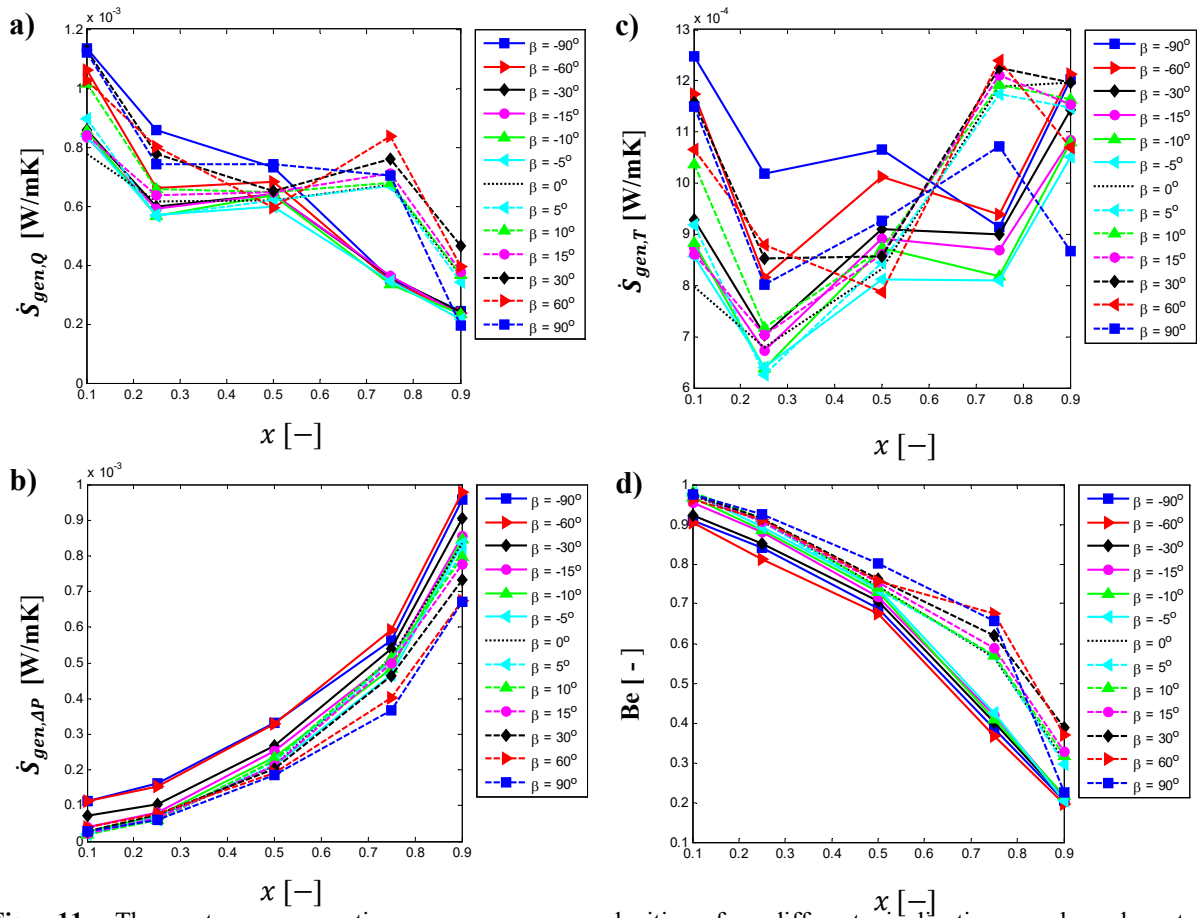 a)
x 10⁻³
1.2
1
0.8
0.6
0.4
0.2
0
0.1 0.2 0.3 0.4 0.5 0.6 0.7 0.8 0.9
Ṡgen,Q [W/mK]
x [−]
β = -90°
β = -60°
β = -30°
β = -15°
β = -10°
β = -5°
β = 0°
β = 5°
β = 10°
β = 15°
β = 30°
β = 60°
β = 90°
c)
x 10⁻⁴
13
12
11
10
9
8
7
6
0.1 0.2 0.3 0.4 0.5 0.6 0.7 0.8 0.9
Ṡgen,T [W/mK]
x [−]
β = -90°
β = -60°
β = -30°
β = -15°
β = -10°
β = -5°
β = 0°
β = 5°
β = 10°
β = 15°
β = 30°
β = 60°
β = 90°
b)
x 10⁻³
1
0.9
0.8
0.7
0.6
0.5
0.4
0.3
0.2
0.1
0
0.1 0.2 0.3 0.4 0.5 0.6 0.7 0.8 0.9
Ṡgen,ΔP [W/mK]
x [−]
β = -90°
β = -60°
β = -30°
β = -15°
β = -10°
β = -5°
β = 0°
β = 5°
β = 10°
β = 15°
β = 30°
β = 60°
β = 90°
d)
1
0.9
0.8
0.7
0.6
0.5
0.4
0.3
0.2
0.1
0.1 0.2 0.3 0.4 0.5 0.6 0.7 0.8 0.9
Be [ - ]
x [−]
β = -90°
β = -60°
β = -30°
β = -15°
β = -10°
β = -5°
β = 0°
β = 5°
β = 10°
β = 15°
β = 30°
β = 60°
β = 90°
11 The different inclination